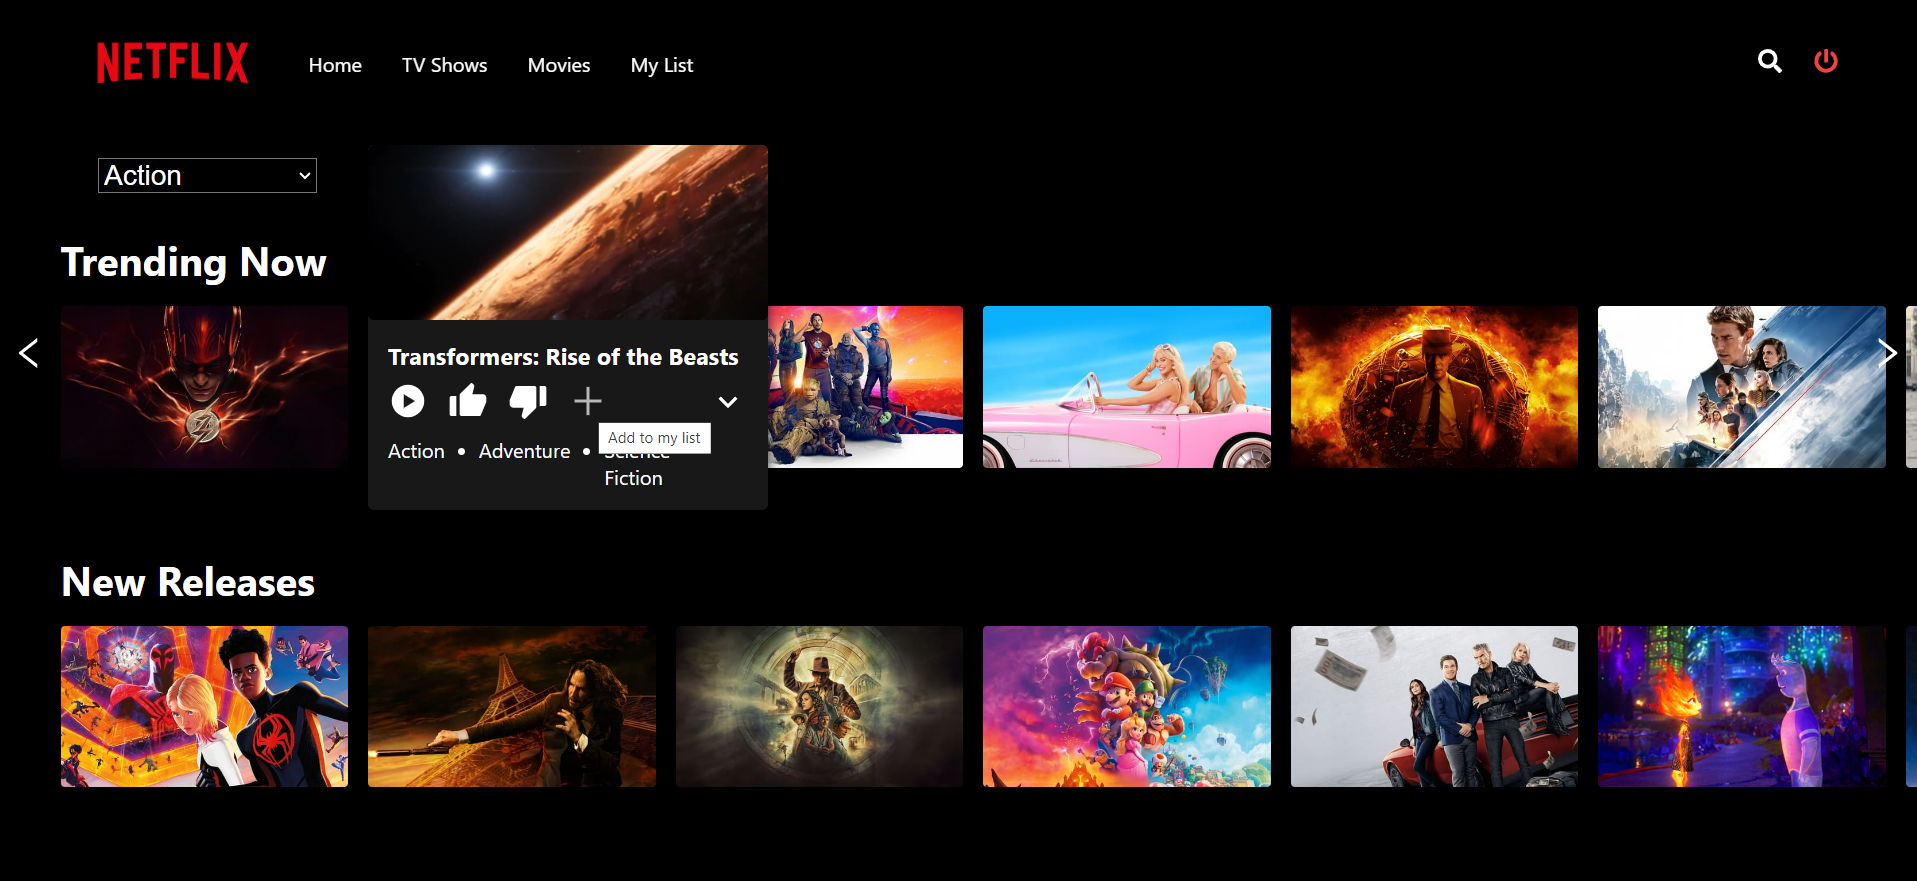 NETFLIX
Home
TV Shows
Movies
My List
Action
Trending Now
Transformers: Rise of the Beasts
Add to my list
Action • Adventure • Science
Fiction
New Releases